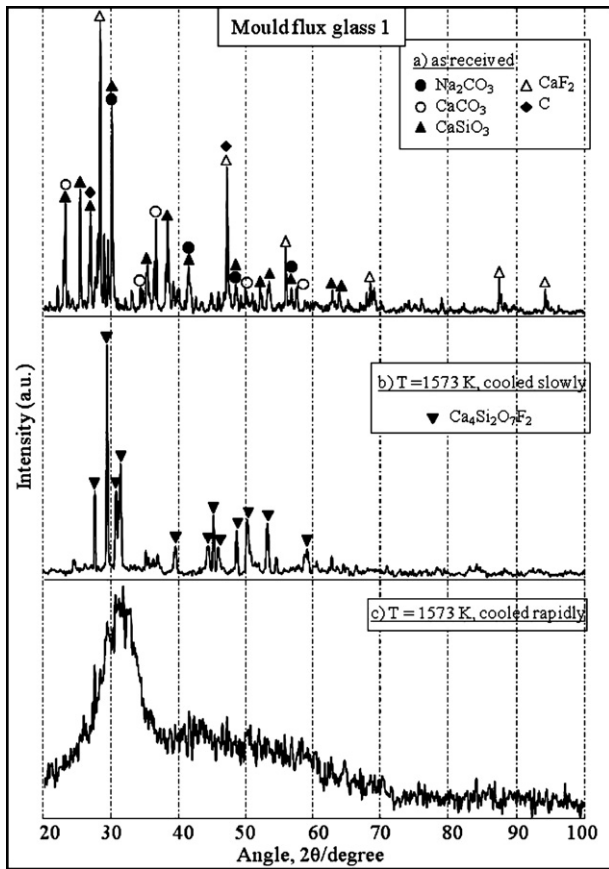 Mould flux glass 1
a) as received
Na₂CO₃
CaF₂
CaCO₃
C
CaSiO₃
b) T =1573 K, cooled slowly
Ca₄Si₂O₇F₂
c) T = 1573 K, cooled rapidly
Intensity (a.u.)
20 30 40 50 60 70 80 90 100
Angle, 2θ/degree